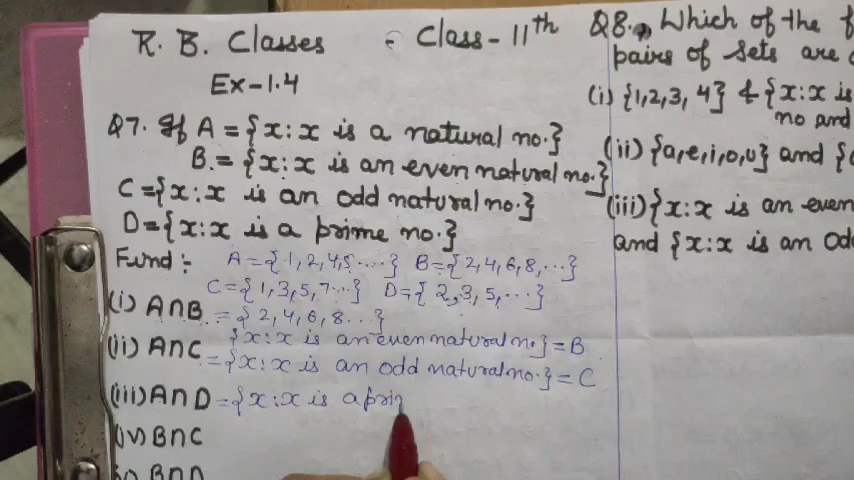 R. B. Classes
Class - 11th
Ex-1.4
Q7. If A = {x:x is a natural no.}
B = {x:x is an even natural no.}
C = {x:x is an odd natural no.}
D = {x:x is a prime no.}
Find :-
A = {1,2,4,5.....} B = {2,4,6,8,...}
C = {1,3,5,7...} D = {2,3,5,...}
(i) A∩B = {2,4,6,8...}
{x:x is an even natural no.} = B
(ii) A∩C = {x:x is an odd natural no.} = C
(iii) A∩D = {x:x is a pri
(iv) B∩C
B∩D
Q8. Which of the
pairs of sets are
(i) {1,2,3,4} & {x:x is
no and
(ii) {a,e,i,o,u} and {
(iii) {x:x is an even
and {x:x is an od